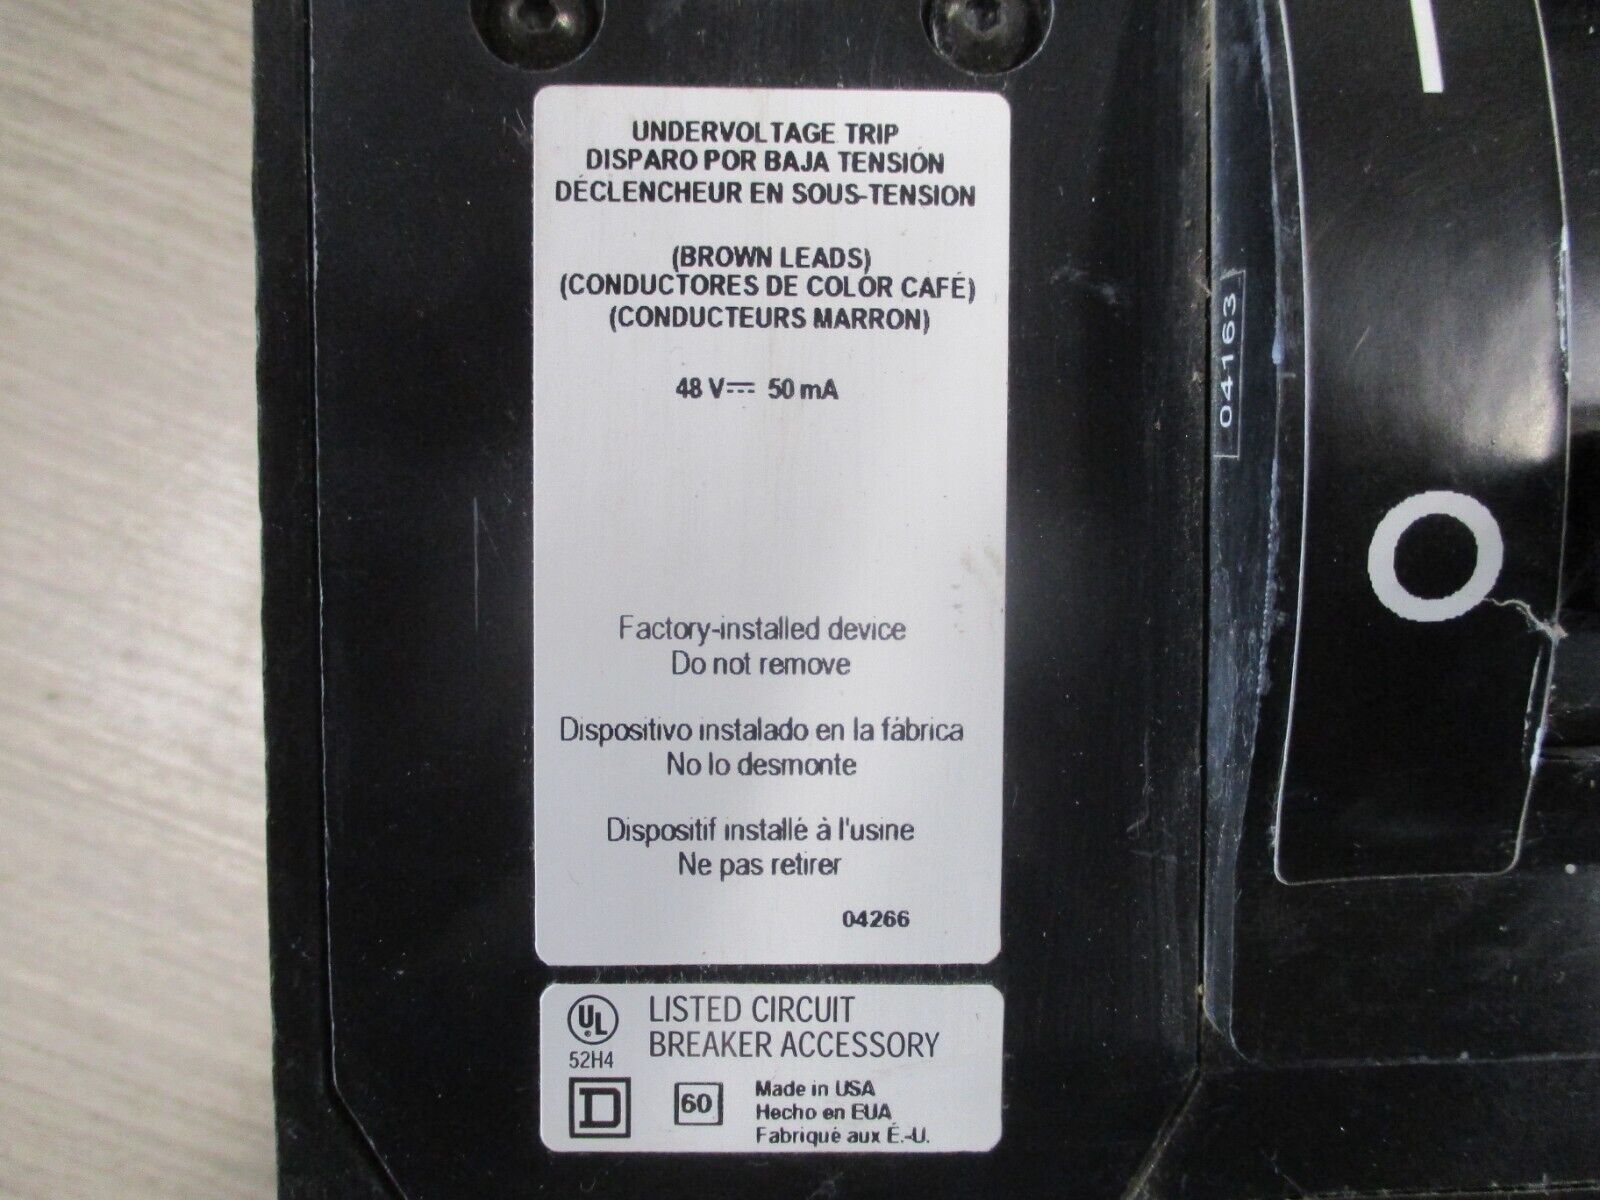 UNDERVOLTAGE TRIP
DISPARO POR BAJA TENSIÓN
DÉCLENCHEUR EN SOUS-TENSION
(BROWN LEADS)
(CONDUCTORES DE COLOR CAFÉ)
(CONDUCTEURS MARRON)
48 V⎓ 50 mA
Factory-installed device
Do not remove
Dispositivo instalado en la fábrica
No lo desmonte
Dispositif installé à l'usine
Ne pas retirer
04266
UL
®
52H4
LISTED CIRCUIT
BREAKER ACCESSORY
D
60
Made in USA
Hecho en EUA
Fabriqué aux É.-U.
04163
I
O